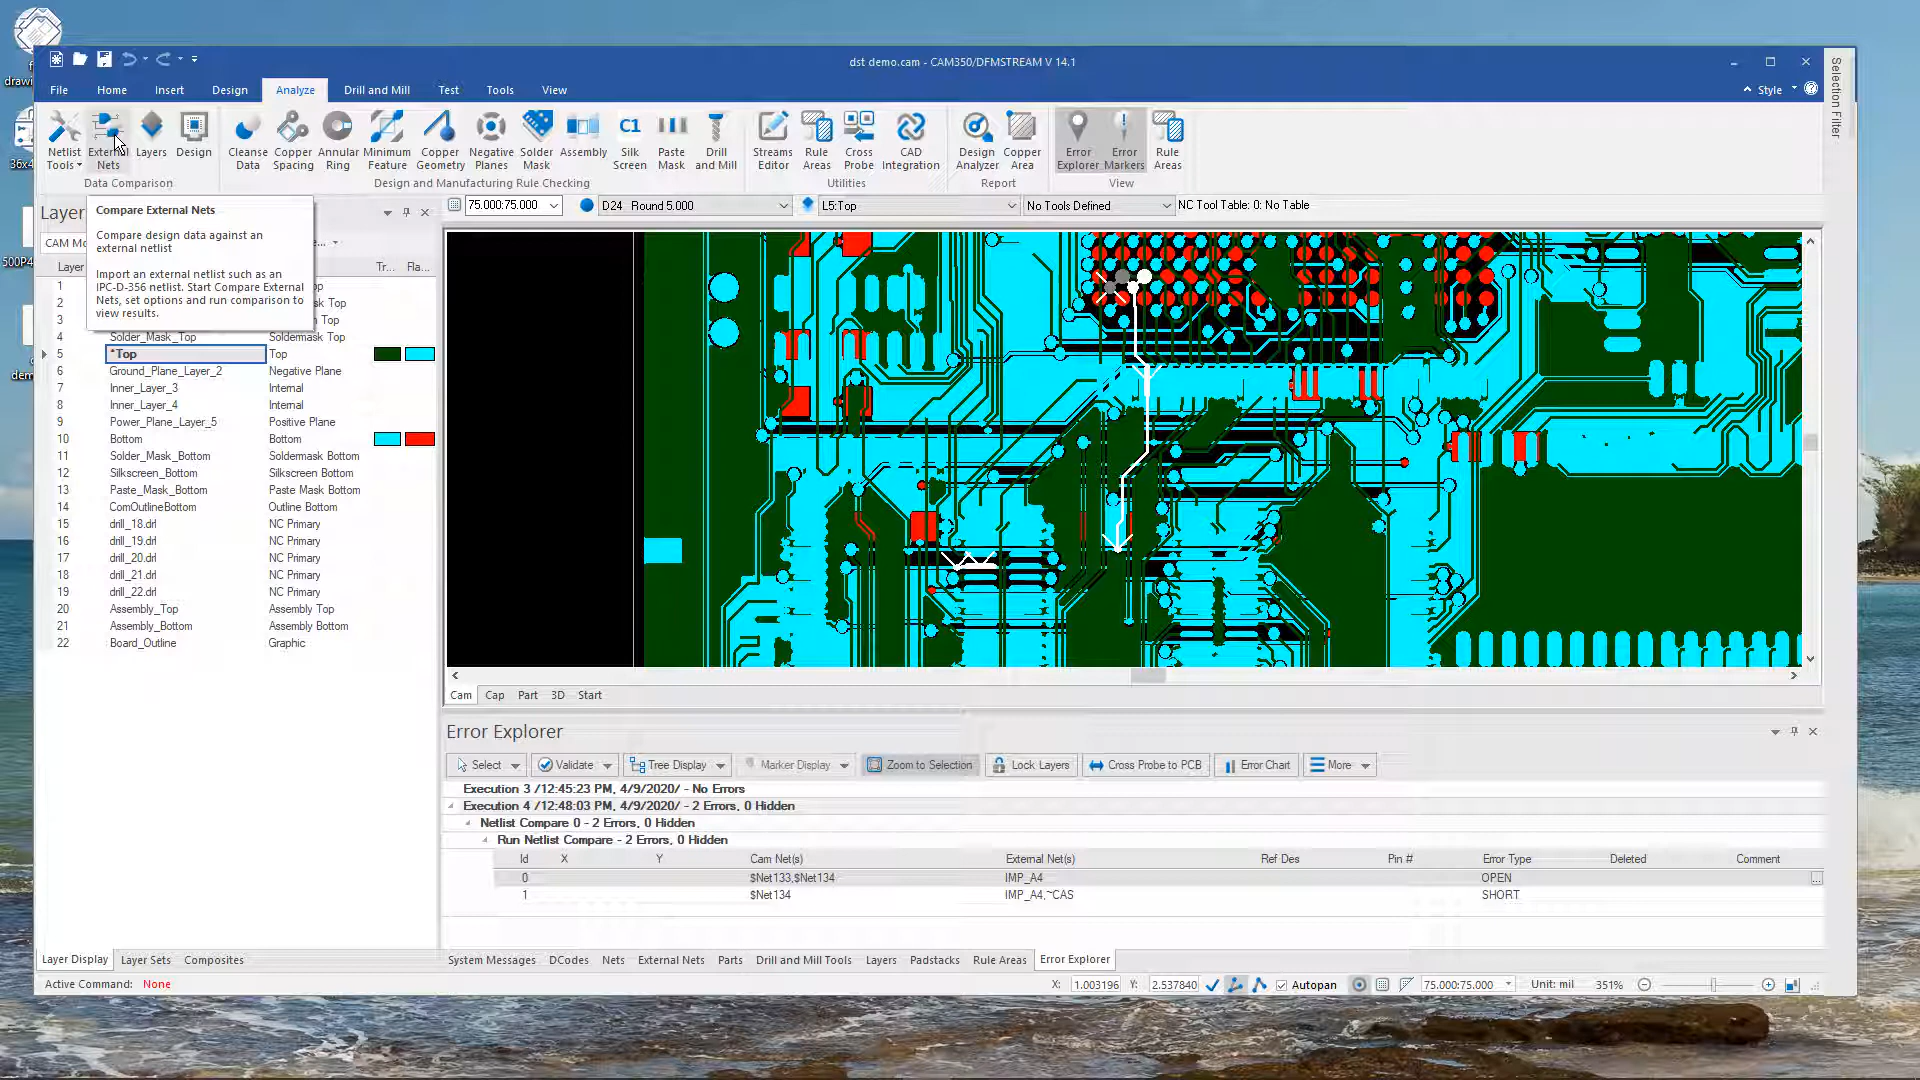 dst demo.cam - CAM350/DFMSTREAM V 14.1
File Home Insert Design Analyze Drill and Mill Test Tools View Style
Netlist Tools External Nets Layers Design
Cleanse Data Copper Spacing Annular Ring Minimum Feature Copper Geometry Negative Planes Solder Mask Assembly C1 Silk Screen Paste Mask Drill and Mill
Streams Editor Rule Areas Cross Probe CAD Integration
Design Analyzer Copper Area
Error Explorer Error Markers Rule Areas
Data Comparison Design and Manufacturing Rule Checking Utilities Report View
Selection Filter
75.000:75.000 D24 Round 5.000 L5:Top No Tools Defined NC Tool Table: 0: No Table
Compare External Nets
Compare design data against an
external netlist
Import an external netlist such as an
IPC-D-356 netlist. Start Compare External
Nets, set options and run comparison to
view results.
Layer Tr... Fla...
1
2
3
4 Solder_Mask_Top Soldemask Top
5 *Top Top
6 Ground_Plane_Layer_2 Negative Plane
7 Inner_Layer_3 Internal
8 Inner_Layer_4 Internal
9 Power_Plane_Layer_5 Positive Plane
10 Bottom Bottom
11 Solder_Mask_Bottom Soldemask Bottom
12 Silkscreen_Bottom Silkscreen Bottom
13 Paste_Mask_Bottom Paste Mask Bottom
14 ComOutlineBottom Outline Bottom
15 drill_18.drl NC Primary
16 drill_19.drl NC Primary
17 drill_20.drl NC Primary
18 drill_21.drl NC Primary
19 drill_22.drl NC Primary
20 Assembly_Top Assembly Top
21 Assembly_Bottom Assembly Bottom
22 Board_Outline Graphic
Cam Cap Part 3D Start
Error Explorer
Select Validate Tree Display Marker Display Zoom to Selection Lock Layers Cross Probe to PCB Error Chart More
Execution 3 /12:45:23 PM, 4/9/2020/ - No Errors
Execution 4 /12:48:03 PM, 4/9/2020/ - 2 Errors, 0 Hidden
Netlist Compare 0 - 2 Errors, 0 Hidden
Run Netlist Compare - 2 Errors, 0 Hidden
Id X Y Cam Net(s) External Net(s) Ref Des Pin # Error Type Deleted Comment
0 $Net133,$Net134 IMP_A4 OPEN ...
1 $Net134 IMP_A4,~CAS SHORT
Layer Display Layer Sets Composites
System Messages DCodes Nets External Nets Parts Drill and Mill Tools Layers Padstacks Rule Areas Error Explorer
Active Command: None X: 1.003196 Y: 2.537840 Autopan 75.000:75.000 Unit: mil 351%